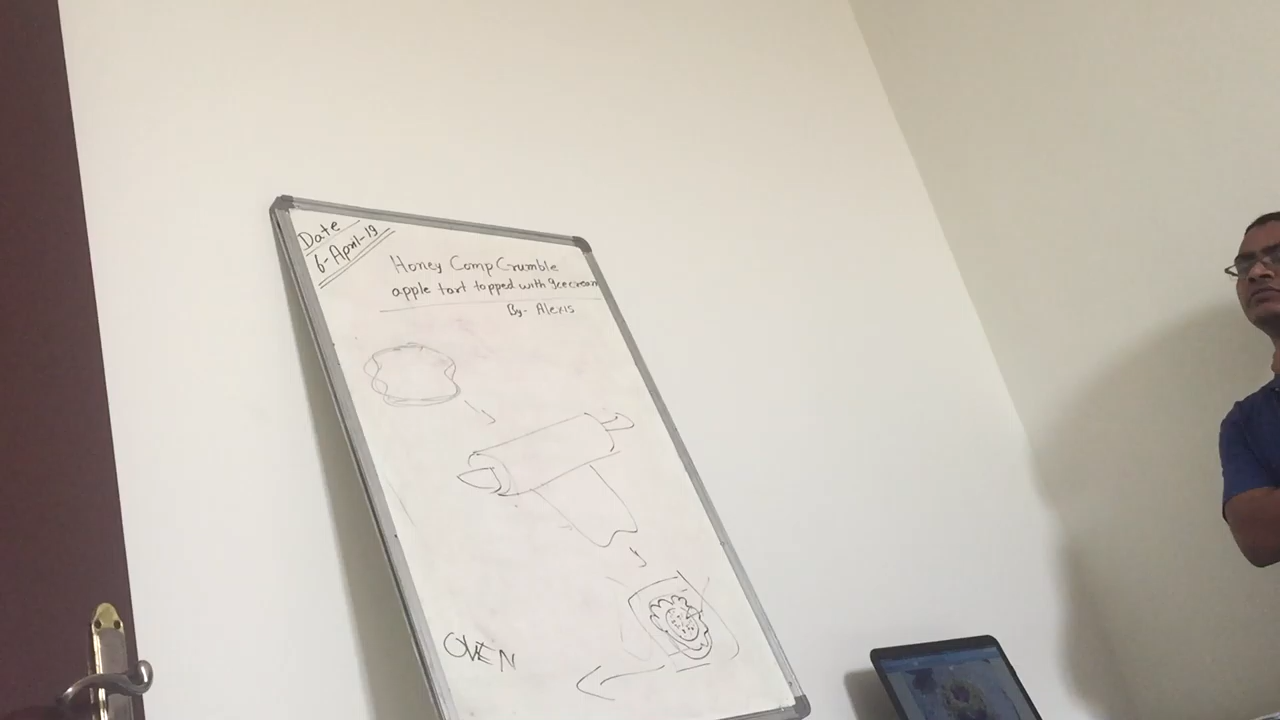 Date
6-April-19
Honey Comp Crumble
apple tart topped with Icecream
By- Alexis
OVEN